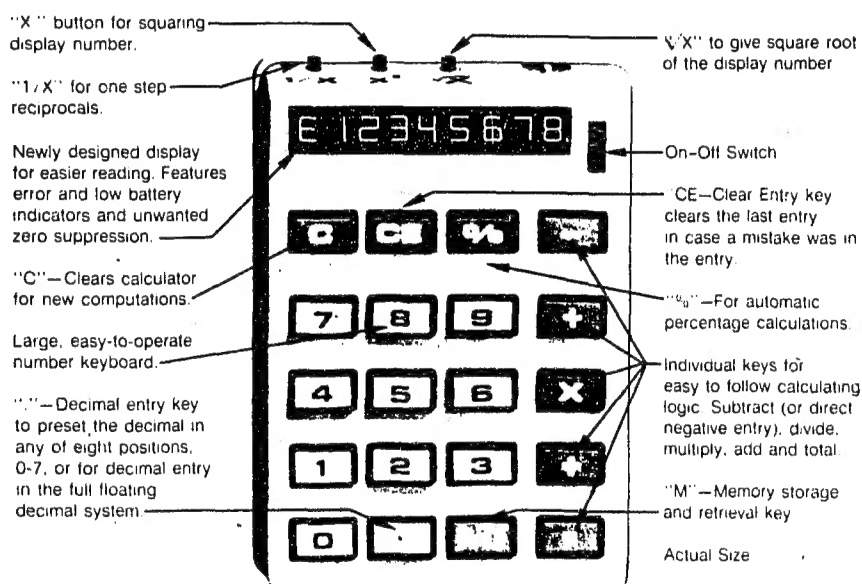 "X " button for squaring
display number.
"1/X" for one step
reciprocals.
Newly designed display
for easier reading. Features
error and low battery
indicators and unwanted
zero suppression.
"C"—Clears calculator
for new computations.
Large, easy-to-operate
number keyboard.
"."—Decimal entry key
to preset the decimal in
any of eight positions,
0-7, or for decimal entry
in the full floating
decimal system.
1/X X² √X
E 12345678.
C CE % −
7 8 9 ÷
4 5 6 X
1 2 3 +
0 .
√X" to give square root
of the display number
On-Off Switch
"CE—Clear Entry key
clears the last entry
in case a mistake was in
the entry.
"%"—For automatic
percentage calculations.
Individual keys for
easy to follow calculating
logic. Subtract (or direct
negative entry), divide,
multiply, add and total.
"M"—Memory storage
and retrieval key
Actual Size